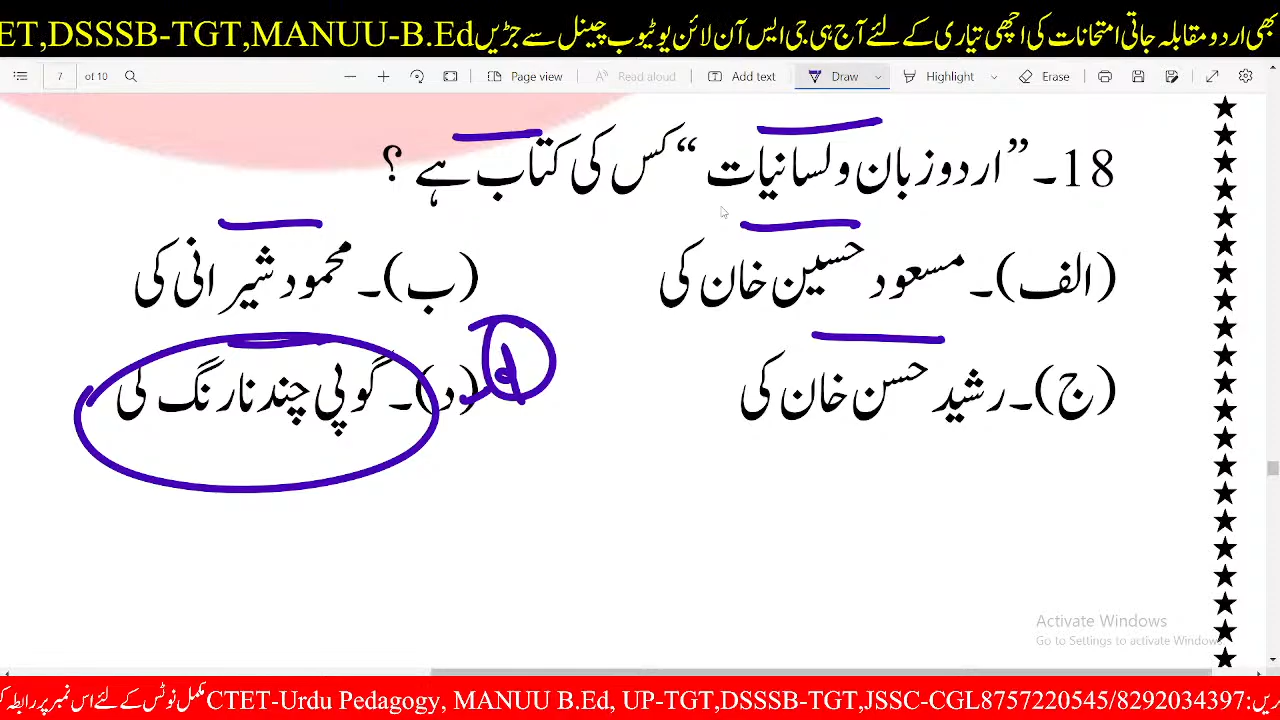 بھی اردو مقابلہ جاتی امتحانات کی اچھی تیاری کے لئے آج ہی جی ایس آن لائن یوٹیوب چینل سے جڑیں ET,DSSSB-TGT,MANUU-B.Ed
7 of 10 Page view Read aloud Add text Draw Highlight Erase
18۔ ”اردو زبان و لسانیات“ کس کی کتاب ہے ؟
(الف)۔ مسعود حسین خان کی (ب)۔ محمود شیرانی کی
(ج)۔ رشید حسن خان کی (د)۔ گوپی چند نارنگ کی
Activate Windows
Go to Settings to activate Windows
ریں: 8757220545/8292034397 CTET-Urdu Pedagogy, MANUU B.Ed, UP-TGT,DSSSB-TGT,JSSC-CGL مکمل نوٹس کے لئے اس نمبر پر رابطہ کر